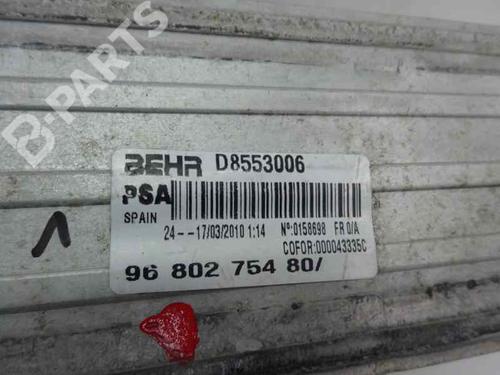 B-PARTS
BEHR D8553006
PSA
SPAIN
24--17/03/2010 1:14 Nº:0158698 FR 0/A
COFOR:000043335C
96 802 754 80/